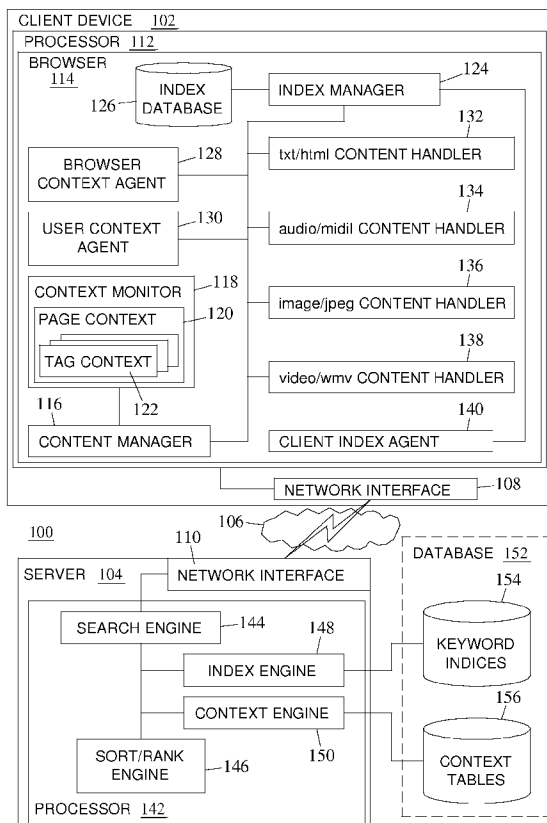 CLIENT DEVICE 102
PROCESSOR 112
BROWSER
114
INDEX
DATABASE
126
INDEX MANAGER
124
132
txt/html CONTENT HANDLER
BROWSER
CONTEXT AGENT
128
134
audio/midil CONTENT HANDLER
USER CONTEXT
AGENT
130
136
image/jpeg CONTENT HANDLER
CONTEXT MONITOR
118
PAGE CONTEXT
120
TAG CONTEXT
122
138
video/wmv CONTENT HANDLER
116
CONTENT MANAGER
140
CLIENT INDEX AGENT
NETWORK INTERFACE
108
100
106
110
SERVER 104
NETWORK INTERFACE
DATABASE 152
154
KEYWORD
INDICES
SEARCH ENGINE
144
148
INDEX ENGINE
CONTEXT ENGINE
150
156
CONTEXT
TABLES
SORT/RANK
ENGINE
146
PROCESSOR 142